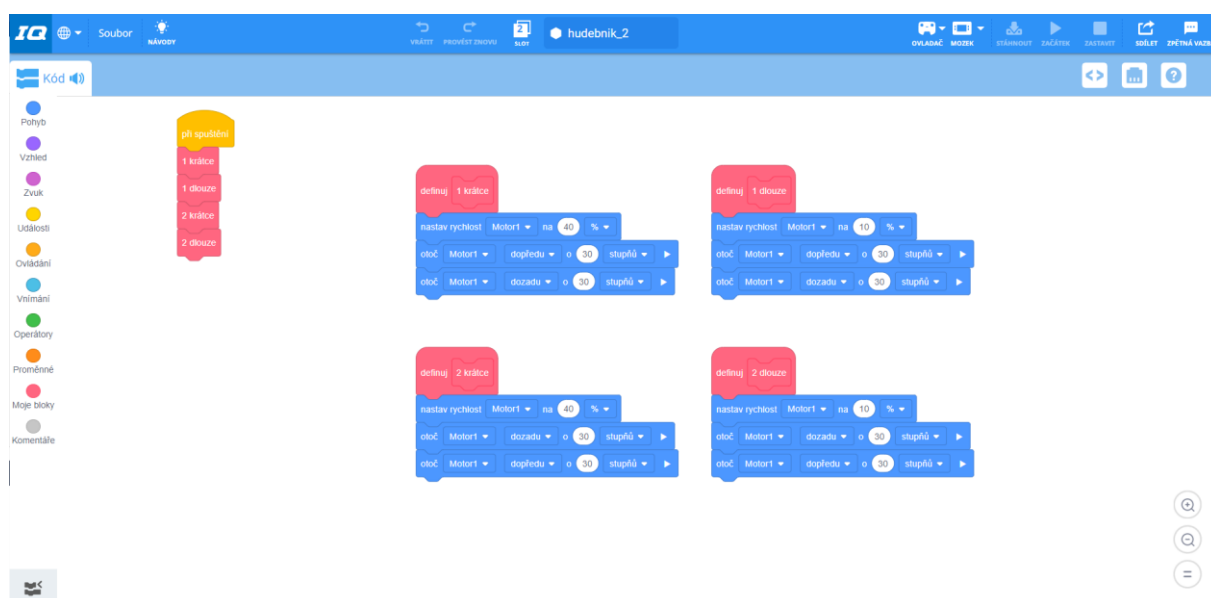 IQ
Soubor
NÁVODY
VRÁTIT
PROVÉST ZNOVU
2
SLOT
hudebnik_2
OVLADAČ
MOZEK
STÁHNOUT
ZAČÁTEK
ZASTAVIT
SDÍLET
ZPĚTNÁ VAZB
Kód
Pohyb
Vzhled
Zvuk
Události
Ovládání
Vnímání
Operátory
Proměnné
Moje bloky
Komentáře
při spuštění
1 krátce
1 dlouze
2 krátce
2 dlouze
definuj 1 krátce
nastav rychlost Motor1 na 40 %
otoč Motor1 dopředu o 30 stupňů
otoč Motor1 dozadu o 30 stupňů
definuj 1 dlouze
nastav rychlost Motor1 na 10 %
otoč Motor1 dopředu o 30 stupňů
otoč Motor1 dozadu o 30 stupňů
definuj 2 krátce
nastav rychlost Motor1 na 40 %
otoč Motor1 dozadu o 30 stupňů
otoč Motor1 dopředu o 30 stupňů
definuj 2 dlouze
nastav rychlost Motor1 na 10 %
otoč Motor1 dozadu o 30 stupňů
otoč Motor1 dopředu o 30 stupňů